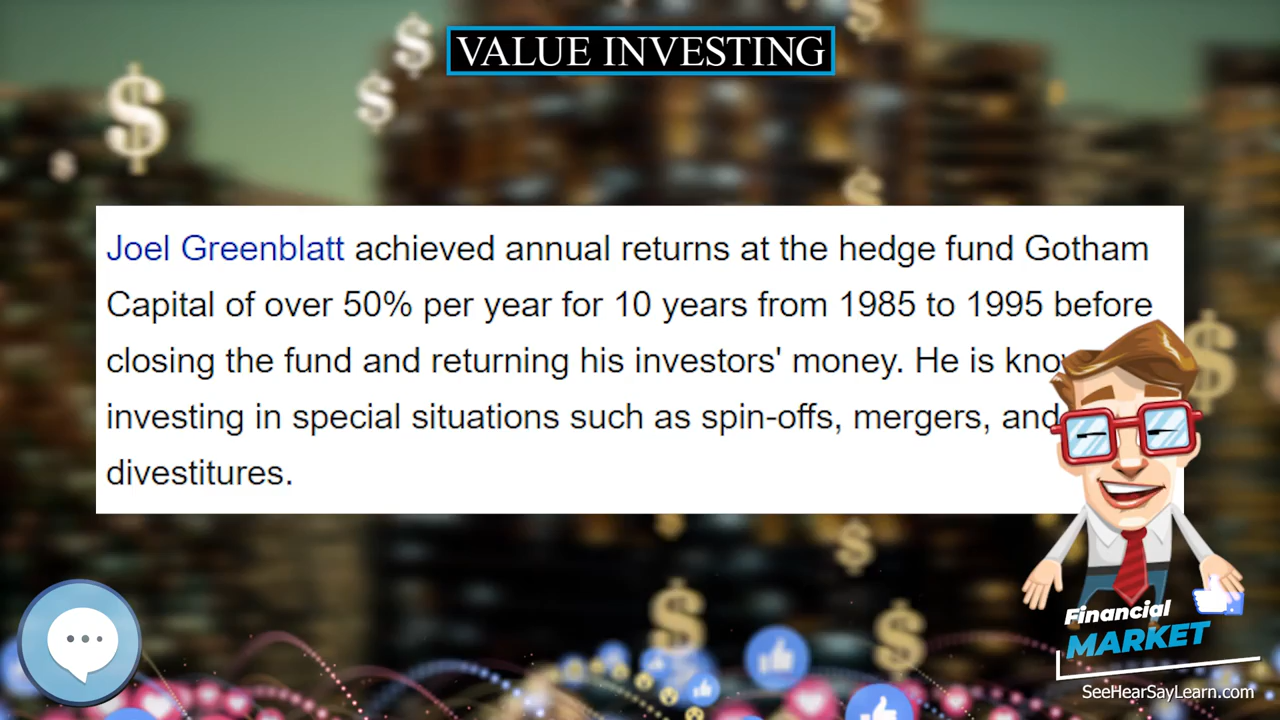 VALUE INVESTING
Joel Greenblatt achieved annual returns at the hedge fund Gotham
Capital of over 50% per year for 10 years from 1985 to 1995 before
closing the fund and returning his investors' money. He is
investing in special situations such as spin-offs, mergers, and
divestitures.
Financial
MARKET
SeeHearSayLearn.com